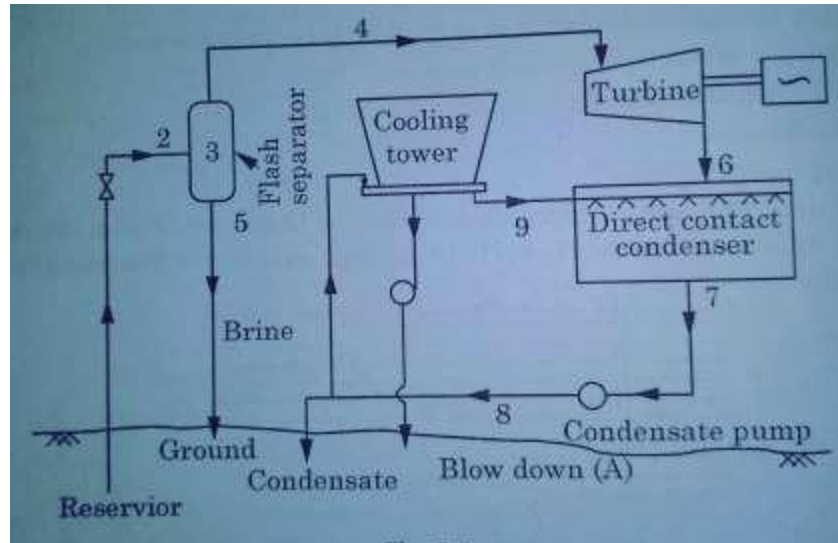 4
Turbine
Cooling
tower
2
3
Flash
separator
6
5
9
Direct contact
condenser
7
Brine
8
Ground
Condensate pump
Condensate
Blow down (A)
Reservior